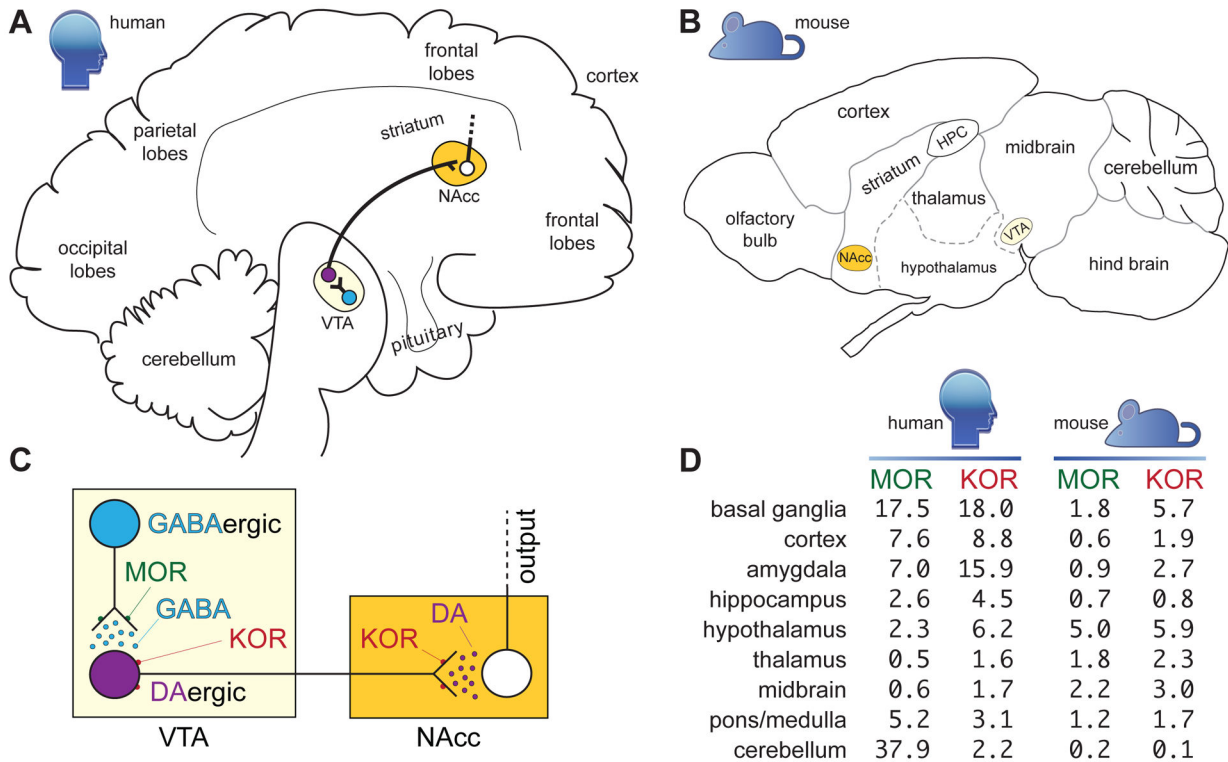 A
human
frontal
lobes
cortex
parietal
lobes
striatum
NAcc
occipital
lobes
frontal
lobes
VTA
pituitary
cerebellum
B
mouse
cortex
HPC
midbrain
striatum
cerebellum
thalamus
olfactory
bulb
VTA
NAcc
hypothalamus
hind brain
C
GABAergic
MOR
GABA
KOR
DAergic
VTA
output
DA
KOR
NAcc
D
human mouse
MOR KOR MOR KOR
basal ganglia 17.5 18.0 1.8 5.7
cortex 7.6 8.8 0.6 1.9
amygdala 7.0 15.9 0.9 2.7
hippocampus 2.6 4.5 0.7 0.8
hypothalamus 2.3 6.2 5.0 5.9
thalamus 0.5 1.6 1.8 2.3
midbrain 0.6 1.7 2.2 3.0
pons/medulla 5.2 3.1 1.2 1.7
cerebellum 37.9 2.2 0.2 0.1